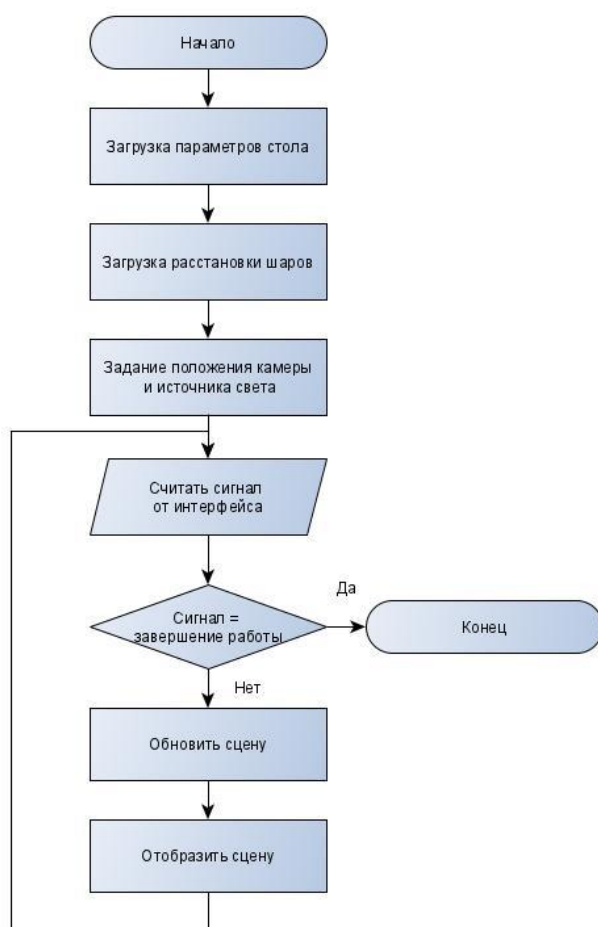 Начало
Загрузка параметров стола
Загрузка расстановки шаров
Задание положения камеры
и источника света
Считать сигнал
от интерфейса
Сигнал =
завершение работы
Да
Конец
Нет
Обновить сцену
Отобразить сцену